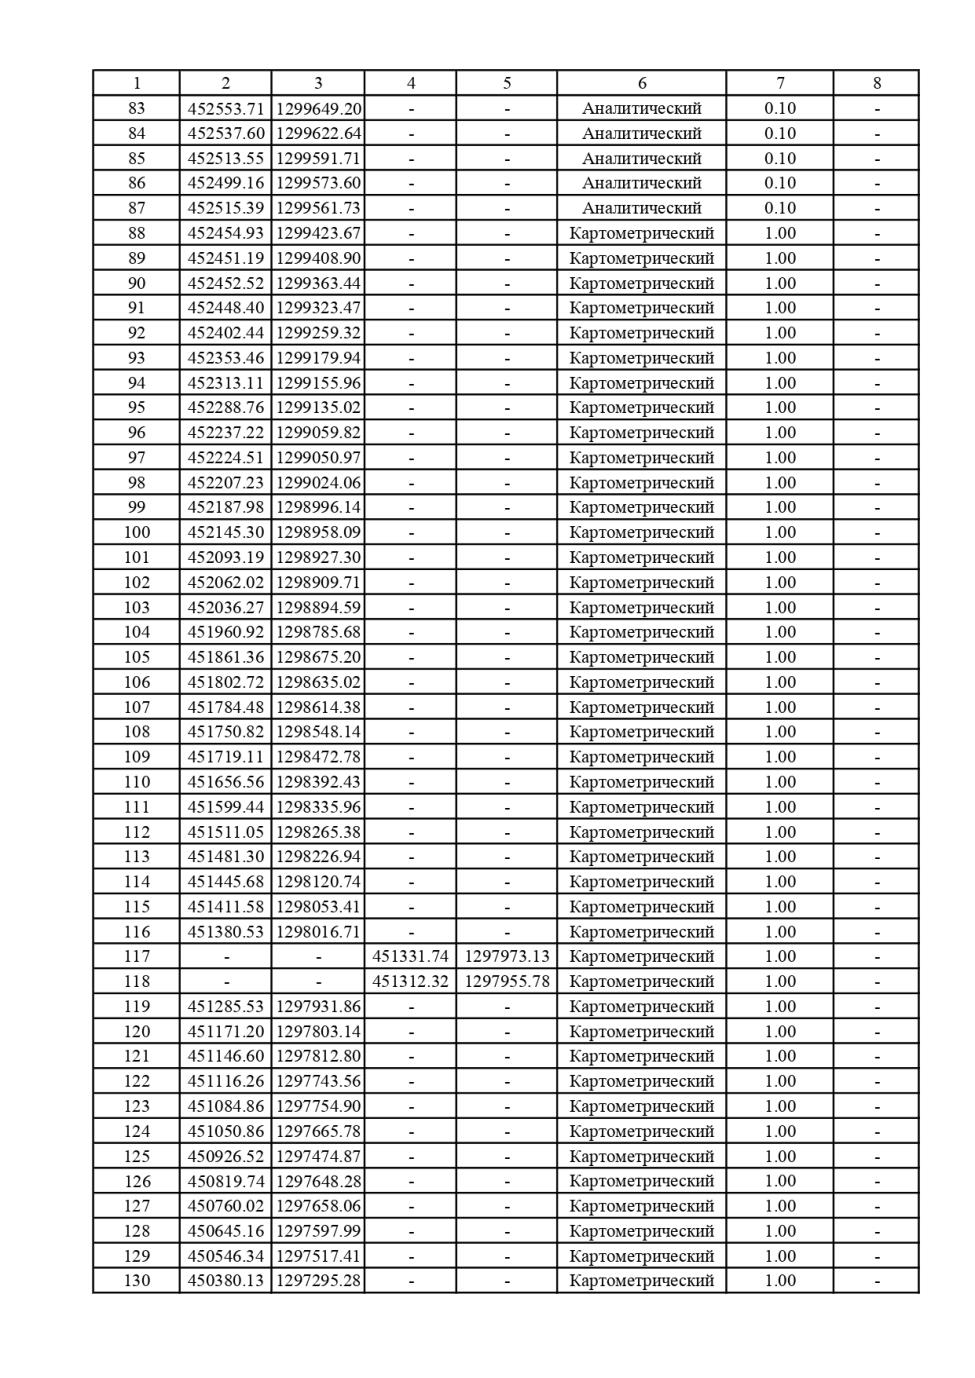 1 2 3 4 5 6 7 8
83 452553.71 1299649.20 - - Аналитический 0.10 -
84 452537.60 1299622.64 - - Аналитический 0.10 -
85 452513.55 1299591.71 - - Аналитический 0.10 -
86 452499.16 1299573.60 - - Аналитический 0.10 -
87 452515.39 1299561.73 - - Аналитический 0.10 -
88 452454.93 1299423.67 - - Картометрический 1.00 -
89 452451.19 1299408.90 - - Картометрический 1.00 -
90 452452.52 1299363.44 - - Картометрический 1.00 -
91 452448.40 1299323.47 - - Картометрический 1.00 -
92 452402.44 1299259.32 - - Картометрический 1.00 -
93 452353.46 1299179.94 - - Картометрический 1.00 -
94 452313.11 1299155.96 - - Картометрический 1.00 -
95 452288.76 1299135.02 - - Картометрический 1.00 -
96 452237.22 1299059.82 - - Картометрический 1.00 -
97 452224.51 1299050.97 - - Картометрический 1.00 -
98 452207.23 1299024.06 - - Картометрический 1.00 -
99 452187.98 1298996.14 - - Картометрический 1.00 -
100 452145.30 1298958.09 - - Картометрический 1.00 -
101 452093.19 1298927.30 - - Картометрический 1.00 -
102 452062.02 1298909.71 - - Картометрический 1.00 -
103 452036.27 1298894.59 - - Картометрический 1.00 -
104 451960.92 1298785.68 - - Картометрический 1.00 -
105 451861.36 1298675.20 - - Картометрический 1.00 -
106 451802.72 1298635.02 - - Картометрический 1.00 -
107 451784.48 1298614.38 - - Картометрический 1.00 -
108 451750.82 1298548.14 - - Картометрический 1.00 -
109 451719.11 1298472.78 - - Картометрический 1.00 -
110 451656.56 1298392.43 - - Картометрический 1.00 -
111 451599.44 1298335.96 - - Картометрический 1.00 -
112 451511.05 1298265.38 - - Картометрический 1.00 -
113 451481.30 1298226.94 - - Картометрический 1.00 -
114 451445.68 1298120.74 - - Картометрический 1.00 -
115 451411.58 1298053.41 - - Картометрический 1.00 -
116 451380.53 1298016.71 - - Картометрический 1.00 -
117 - - 451331.74 1297973.13 Картометрический 1.00 -
118 - - 451312.32 1297955.78 Картометрический 1.00 -
119 451285.53 1297931.86 - - Картометрический 1.00 -
120 451171.20 1297803.14 - - Картометрический 1.00 -
121 451146.60 1297812.80 - - Картометрический 1.00 -
122 451116.26 1297743.56 - - Картометрический 1.00 -
123 451084.86 1297754.90 - - Картометрический 1.00 -
124 451050.86 1297665.78 - - Картометрический 1.00 -
125 450926.52 1297474.87 - - Картометрический 1.00 -
126 450819.74 1297648.28 - - Картометрический 1.00 -
127 450760.02 1297658.06 - - Картометрический 1.00 -
128 450645.16 1297597.99 - - Картометрический 1.00 -
129 450546.34 1297517.41 - - Картометрический 1.00 -
130 450380.13 1297295.28 - - Картометрический 1.00 -